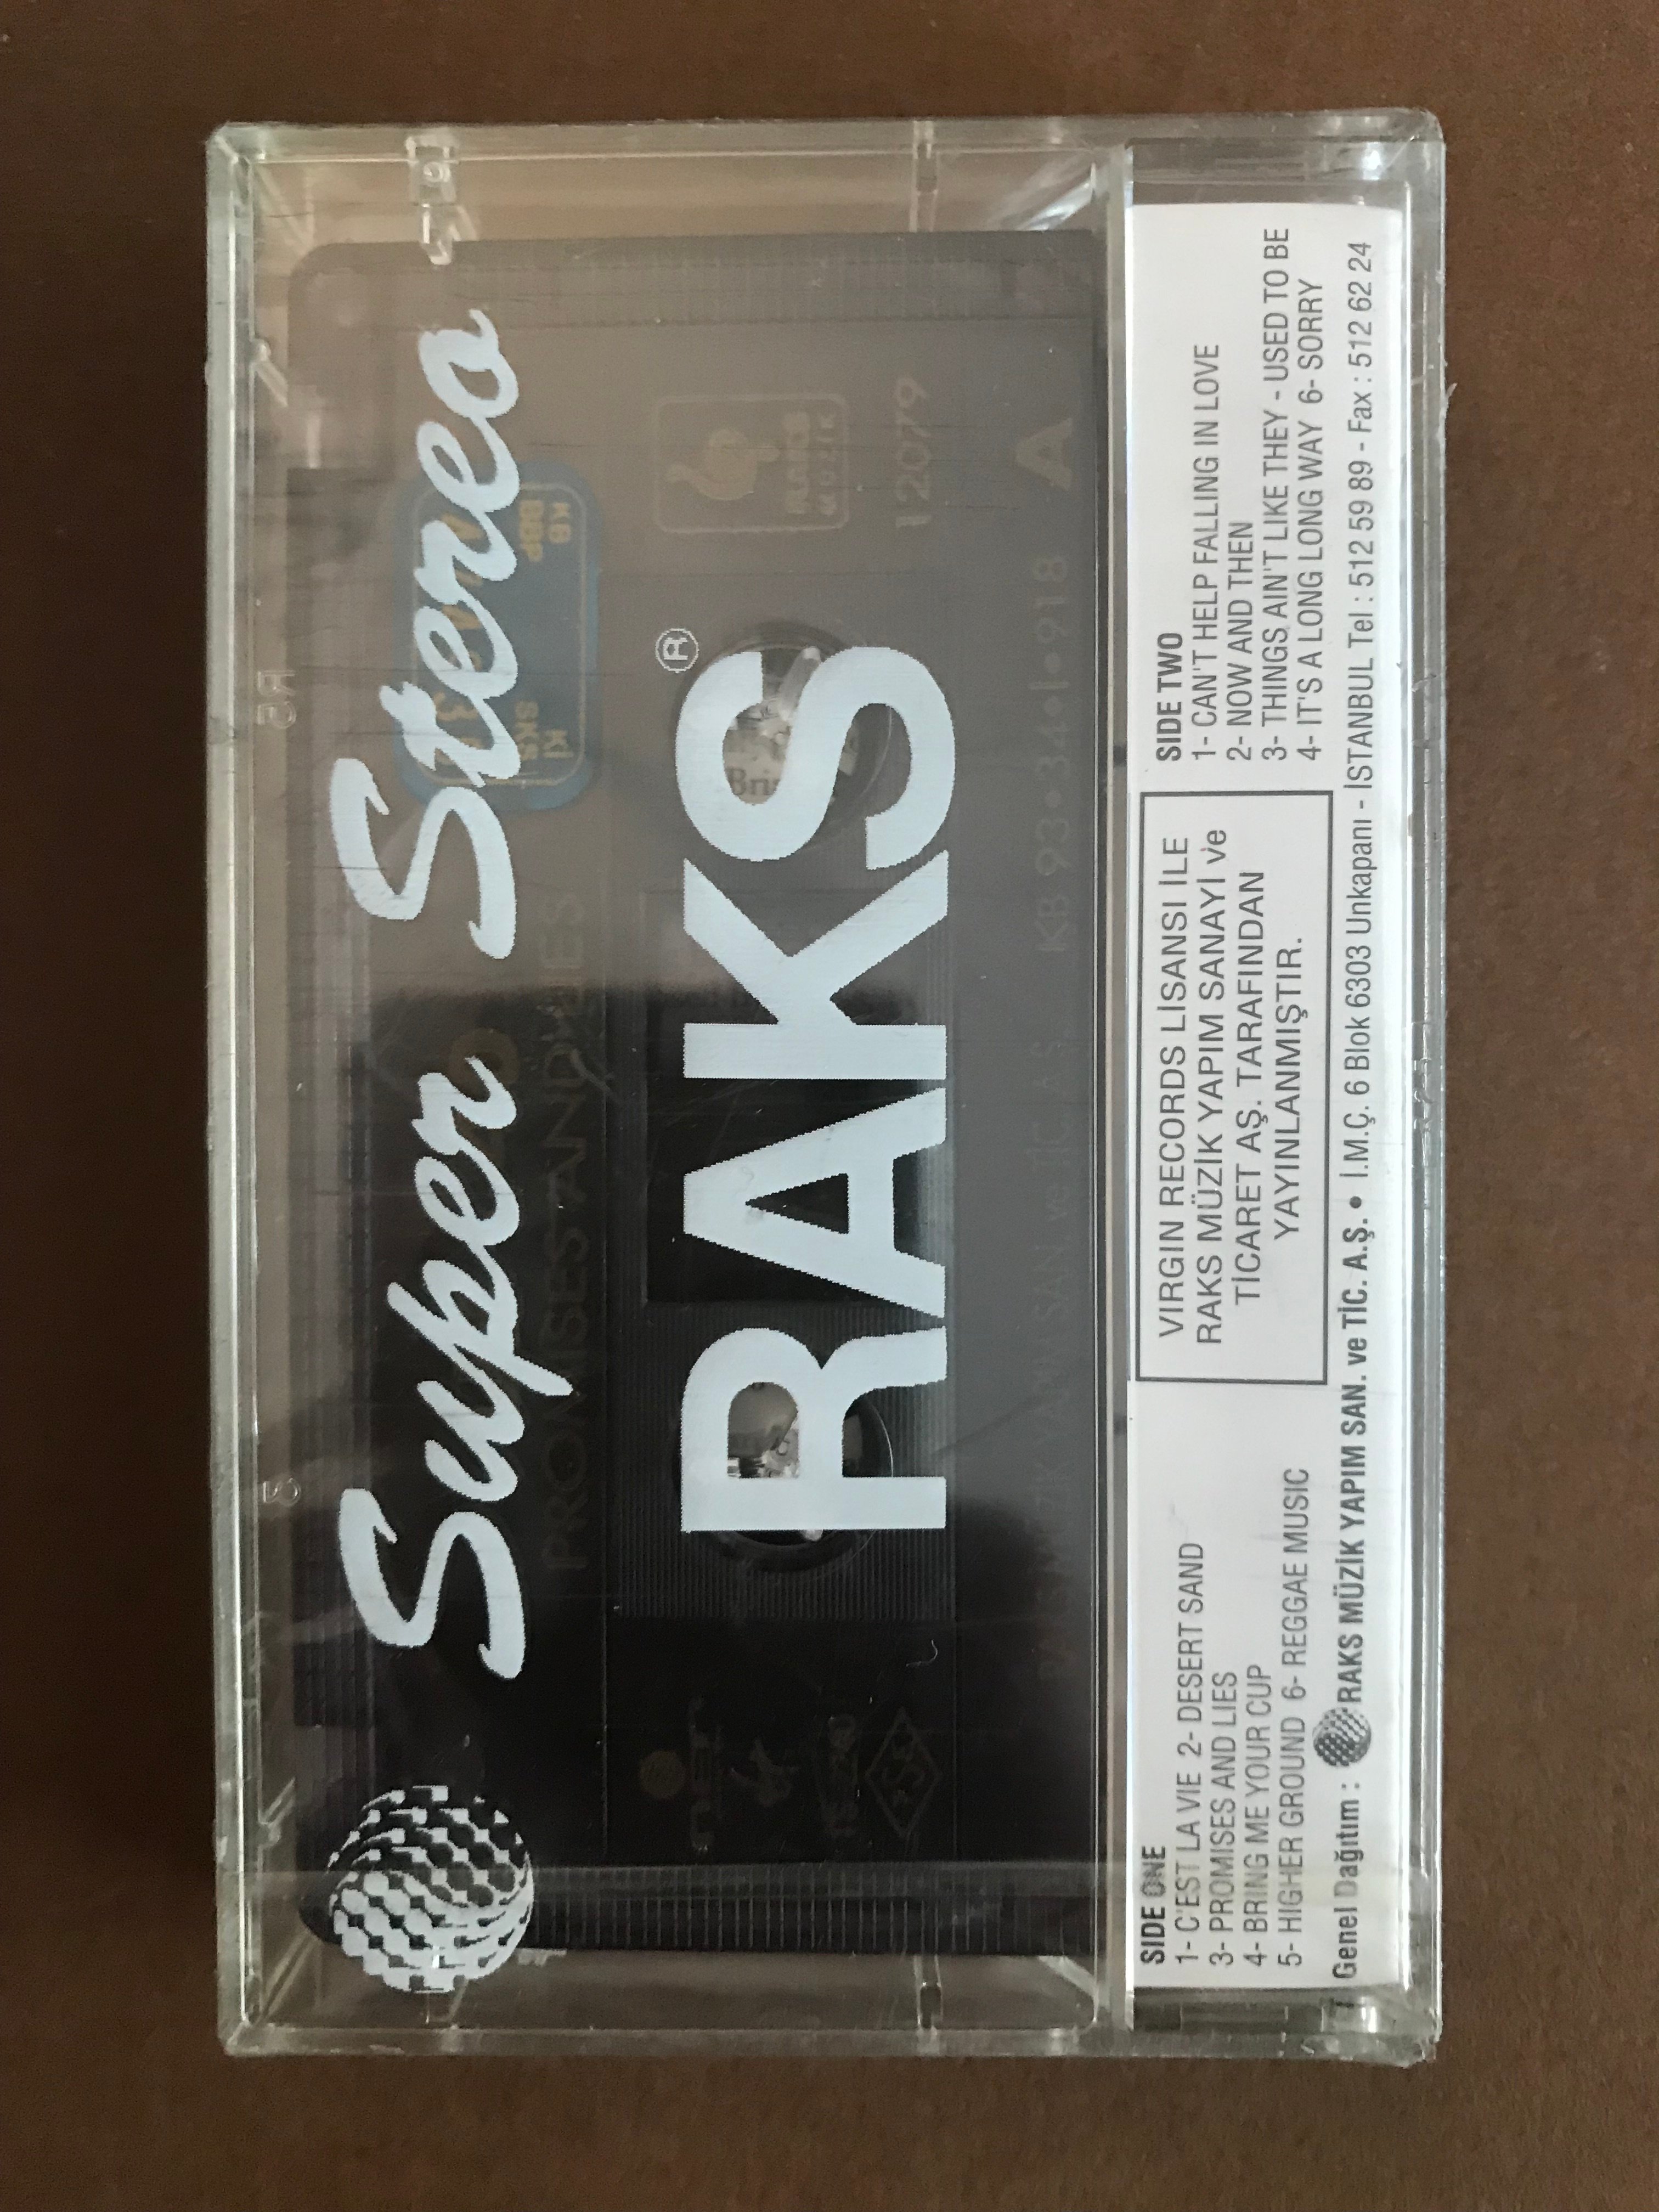 Super Stereo
RAKS®
PROMISES AND LIES
12079
KB 93•34•I•918
A
SIDE ONE
1- C'EST LA VIE 2- DESERT SAND
3- PROMISES AND LIES
4- BRING ME YOUR CUP
5- HIGHER GROUND 6- REGGAE MUSIC
VIRGIN RECORDS LİSANSI İLE
RAKS MÜZİK YAPIM SANAYİ ve
TİCARET AŞ. TARAFINDAN
YAYINLANMIŞTIR.
SIDE TWO
1- CAN'T HELP FALLING IN LOVE
2- NOW AND THEN
3- THINGS AIN'T LIKE THEY - USED TO BE
4- IT'S A LONG LONG WAY 6- SORRY
Genel Dağıtım : RAKS MÜZİK YAPIM SAN. ve TİC. A.Ş. • İ.M.Ç. 6 Blok 6303 Unkapanı - İSTANBUL Tel : 512 59 89 - Fax : 512 62 24